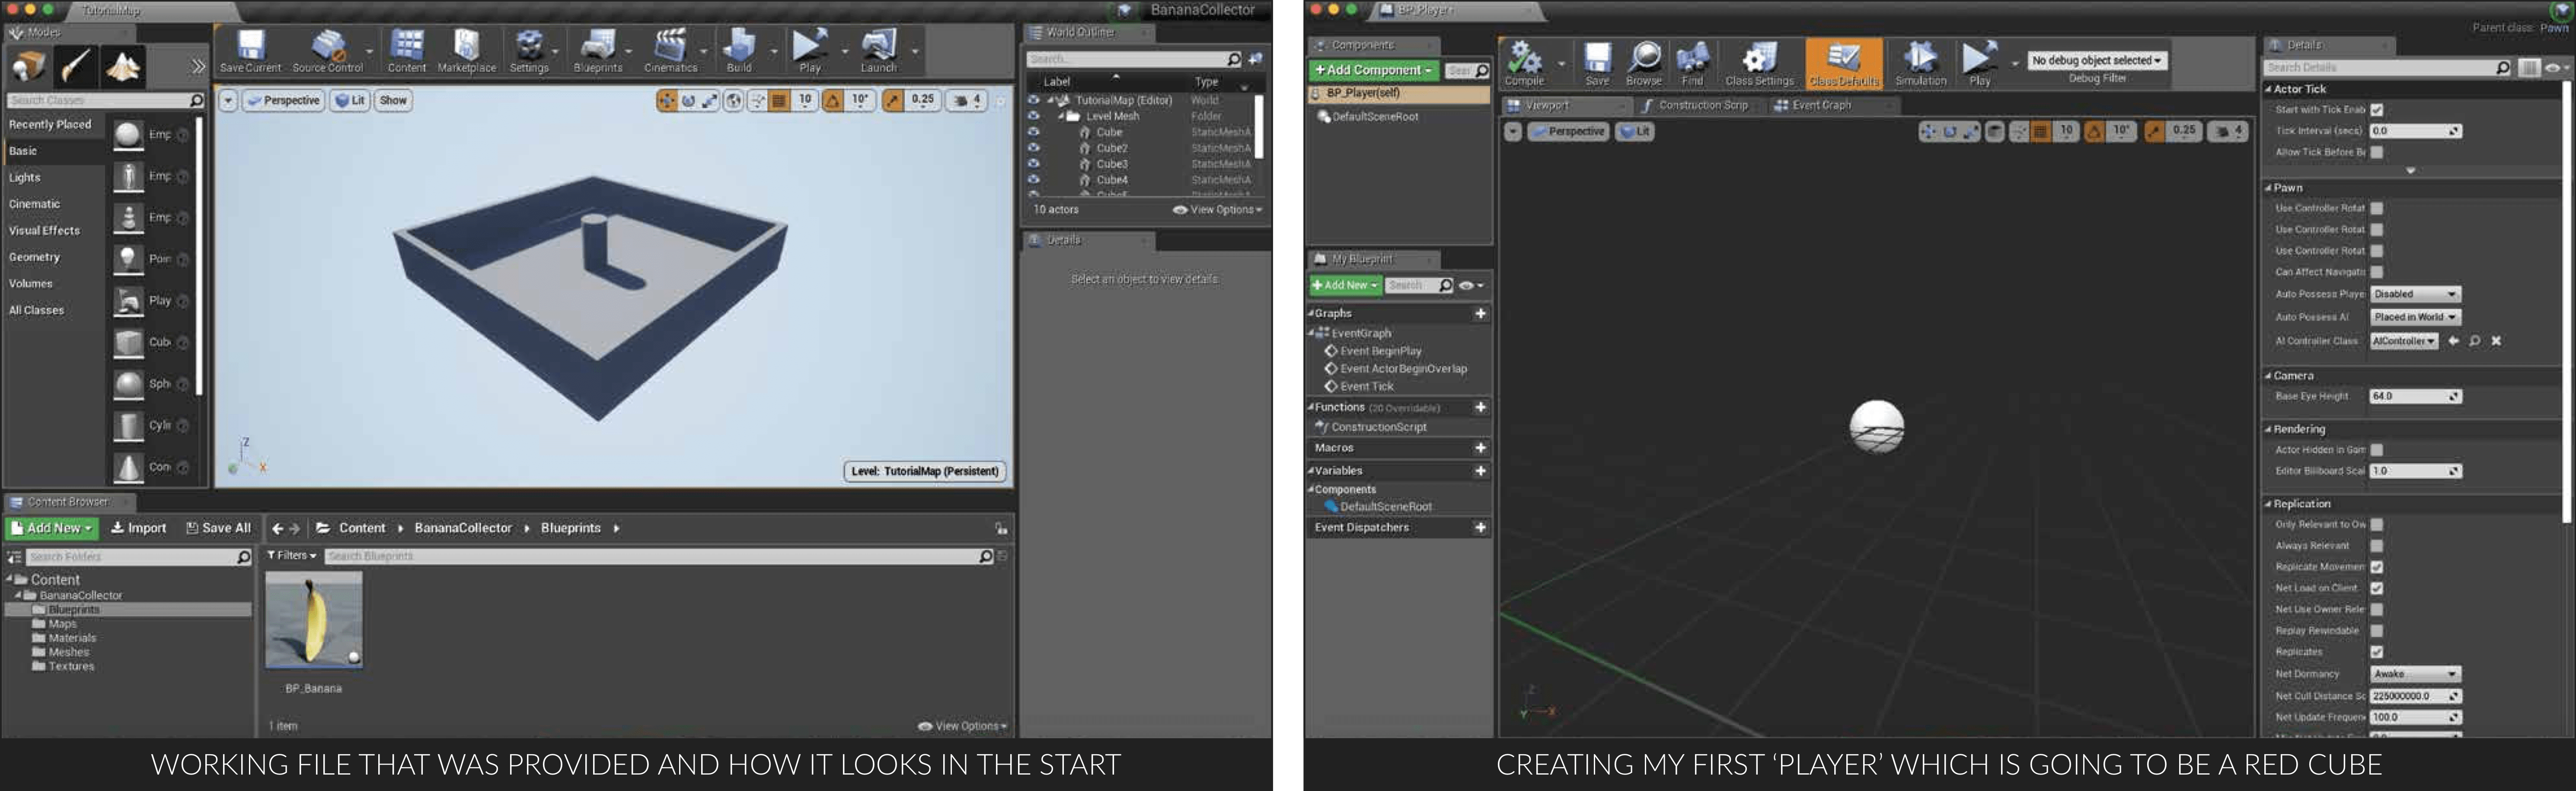 TutorialMap
BananaCollector
Modes
Save Current
Source Control
Content
Marketplace
Settings
Blueprints
Cinematics
Build
Play
Launch
Search Classes
Recently Placed
Basic
Lights
Cinematic
Visual Effects
Geometry
Volumes
All Classes
Emp
Emp
Emp
Poin
Play
Cub
Sph
Cylin
Con
Perspective
Lit
Show
10
10°
0.25
4
Z
X
Level: TutorialMap (Persistent)
World Outliner
Search...
Label
Type
TutorialMap (Editor)
World
Level Mesh
Folder
Cube
StaticMeshA
Cube2
StaticMeshA
Cube3
StaticMeshA
Cube4
StaticMeshA
10 actors
View Options
Details
Select an object to view details
Content Browser
Add New
Import
Save All
Content
BananaCollector
Blueprints
Search Folders
Filters
Search Blueprints
Content
BananaCollector
Blueprints
Maps
Materials
Meshes
Textures
BP_Banana
1 item
View Options
WORKING FILE THAT WAS PROVIDED AND HOW IT LOOKS IN THE START
BP_Player
Parent class: Pawn
Components
+Add Component
Sear
BP_Player(self)
DefaultSceneRoot
Compile
Save
Browse
Find
Class Settings
Class Defaults
Simulation
Play
No debug object selected
Debug Filter
Viewport
Construction Scrip
Event Graph
Perspective
Lit
10
10°
0.25
4
My Blueprint
+Add New
Search
Graphs
EventGraph
Event BeginPlay
Event ActorBeginOverlap
Event Tick
Functions (20 Overridable)
ConstructionScript
Macros
Variables
Components
DefaultSceneRoot
Event Dispatchers
Z
Y
X
Details
Search Details
Actor Tick
Start with Tick Enab
Tick Interval (secs) 0.0
Allow Tick Before Be
Pawn
Use Controller Rotat
Use Controller Rotat
Use Controller Rotat
Can Affect Navigatio
Auto Possess Playe Disabled
Auto Possess AI Placed in World
AI Controller Class AIController
Camera
Base Eye Height 64.0
Rendering
Actor Hidden In Gam
Editor Billboard Scal 1.0
Replication
Only Relevant to Ow
Always Relevant
Replicate Movemen
Net Load on Client
Net Use Owner Rele
Replay Rewindable
Replicates
Net Dormancy Awake
Net Cull Distance Sc 225000000.0
Net Update Frequen 100.0
CREATING MY FIRST ‘PLAYER’ WHICH IS GOING TO BE A RED CUBE